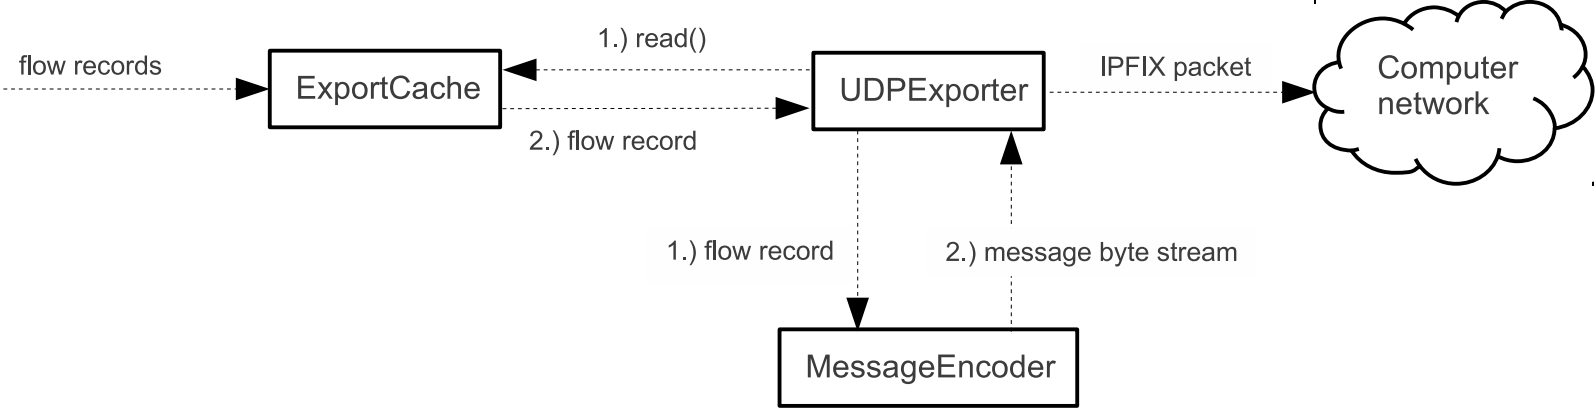 1.) read()
flow records
ExportCache
UDPExporter
IPFIX packet
Computer
network
2.) flow record
1.) flow record
2.) message byte stream
MessageEncoder